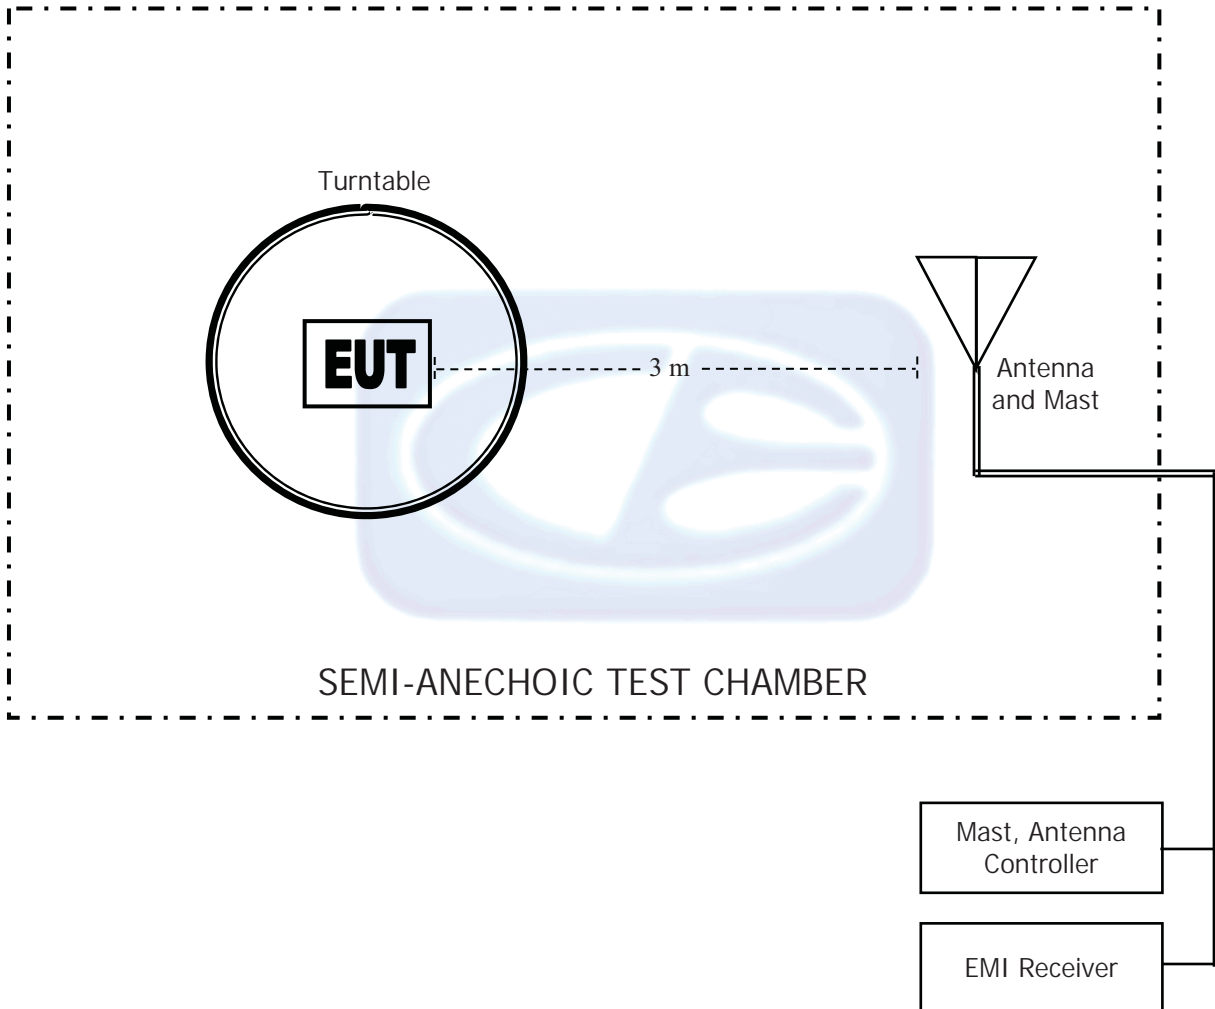 Turntable
EUT
3 m
Antenna
and Mast
SEMI-ANECHOIC TEST CHAMBER
Mast, Antenna
Controller
EMI Receiver